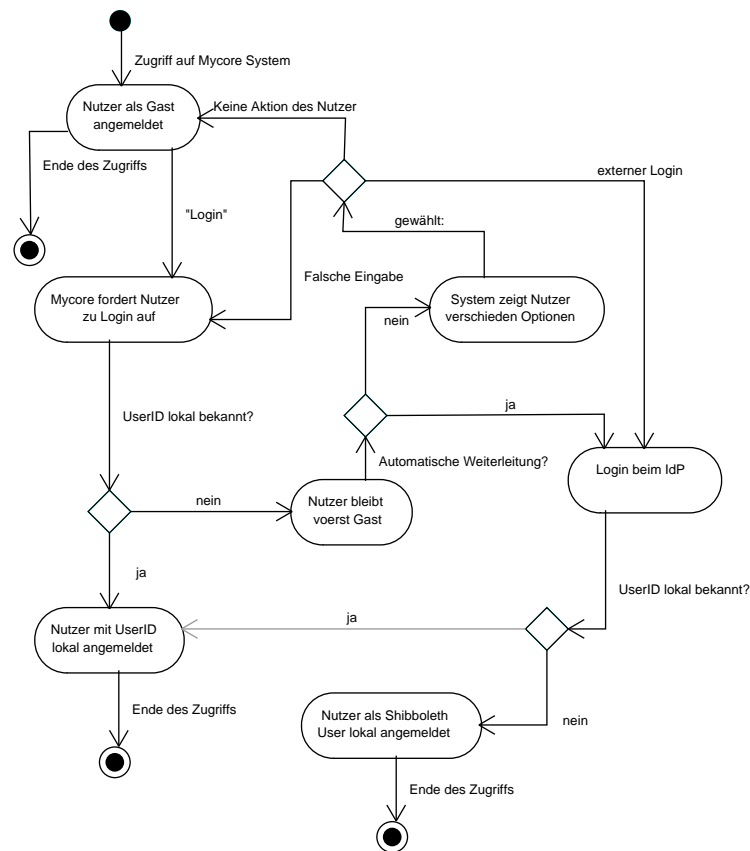 Zugriff auf Mycore System
Nutzer als Gast
angemeldet
Keine Aktion des Nutzer
Ende des Zugriffs
externer Login
"Login"
gewählt:
Mycore fordert Nutzer
zu Login auf
Falsche Eingabe
System zeigt Nutzer
verschieden Optionen
nein
UserID lokal bekannt?
ja
Automatische Weiterleitung?
Login beim IdP
nein
Nutzer bleibt
voerst Gast
ja
UserID lokal bekannt?
Nutzer mit UserID
lokal angemeldet
ja
Ende des Zugriffs
Nutzer als Shibboleth
User lokal angemeldet
nein
Ende des Zugriffs